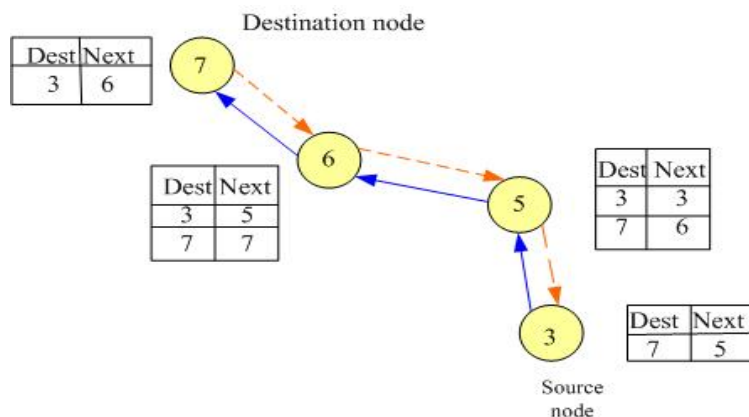 Destination node
Dest Next
3 6
7
6
Dest Next
3 5
7 7
5
Dest Next
3 3
7 6
3
Dest Next
7 5
Source
node